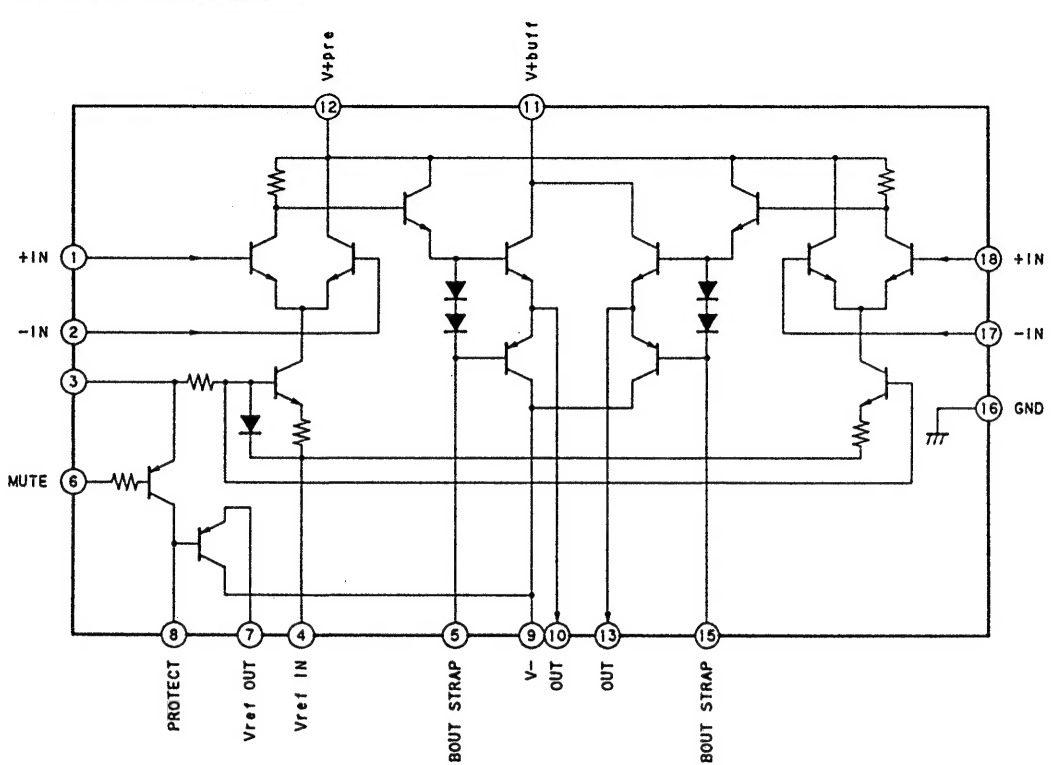 V+pre
V+buff
12
11
+IN 1
18 +IN
-IN 2
17 -IN
3
16 GND
MUTE 6
8
7
4
5
9
10
13
15
PROTECT
Vref OUT
Vref IN
BOUT STRAP
V-
OUT
OUT
BOUT STRAP